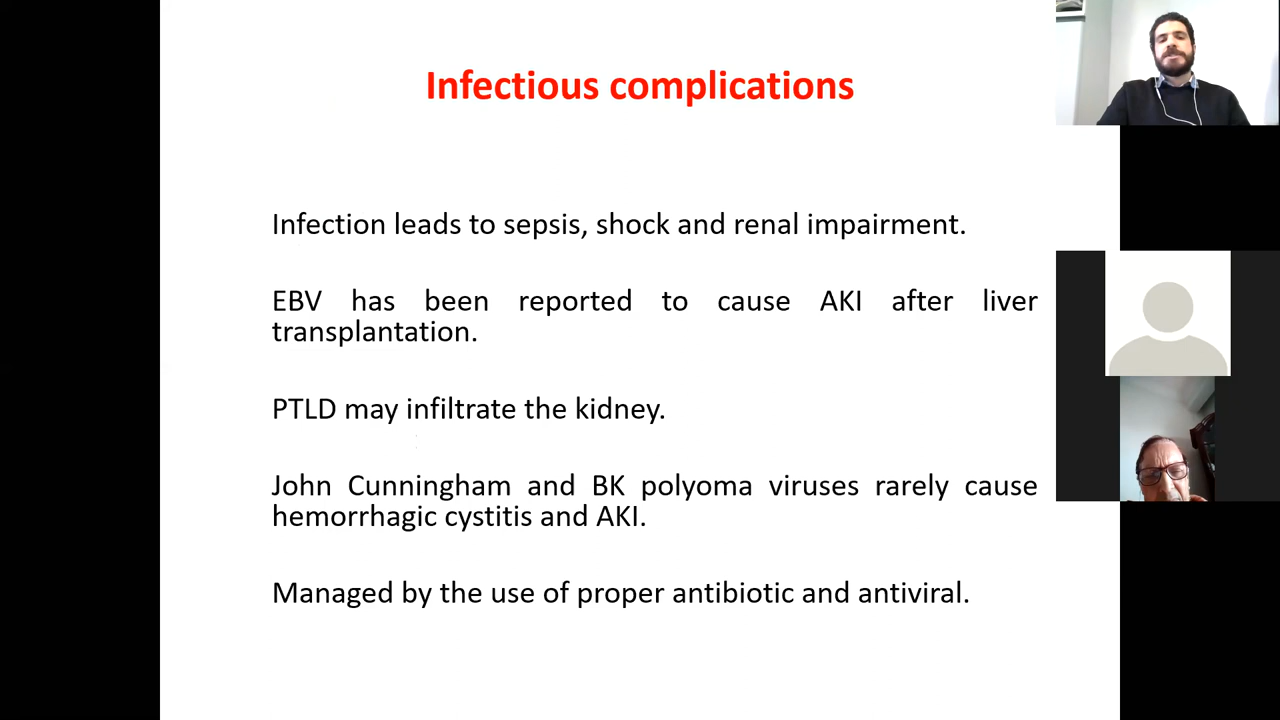 Infectious complications
Infection leads to sepsis, shock and renal impairment.
EBV has been reported to cause AKI after liver
transplantation.
PTLD may infiltrate the kidney.
John Cunningham and BK polyoma viruses rarely cause
hemorrhagic cystitis and AKI.
Managed by the use of proper antibiotic and antiviral.